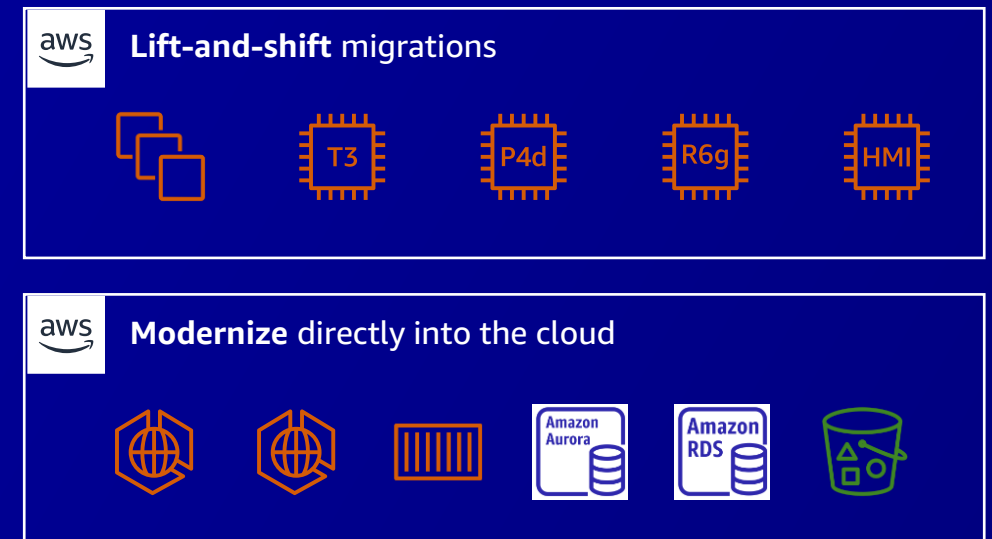 aws
Lift-and-shift migrations
T3
P4d
R6g
HMI
aws
Modernize directly into the cloud
Amazon
Aurora
Amazon
RDS